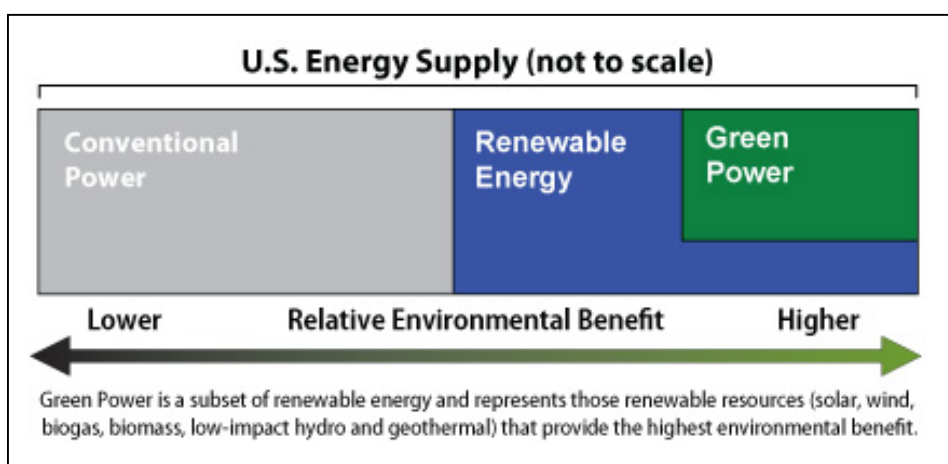 U.S. Energy Supply (not to scale)
Conventional
Power
Renewable
Energy
Green
Power
Lower
Relative Environmental Benefit
Higher
Green Power is a subset of renewable energy and represents those renewable resources (solar, wind,
biogas, biomass, low-impact hydro and geothermal) that provide the highest environmental benefit.